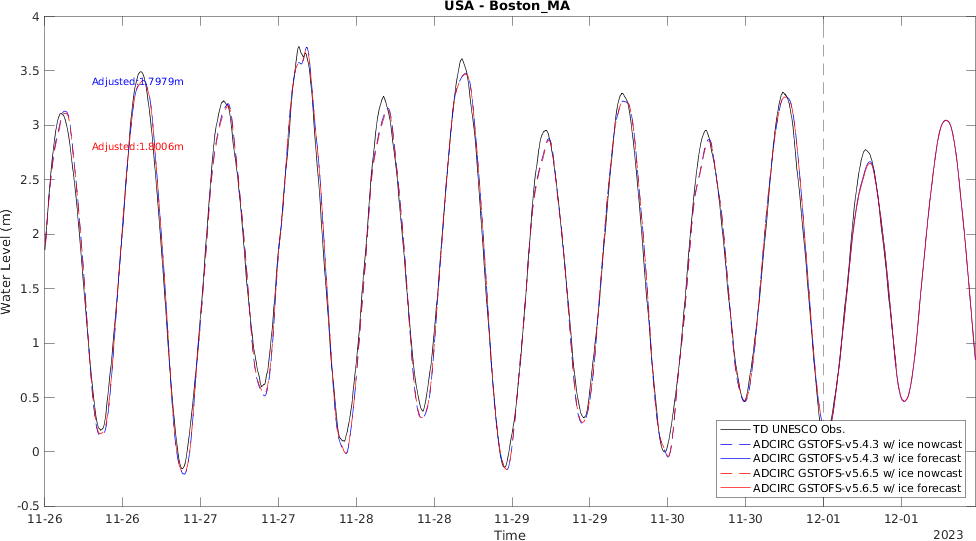 USA - Boston_MA
4
3.5
3
2.5
2
1.5
1
0.5
0
-0.5
Water Level (m)
Adjusted:1.7979m
Adjusted:1.8006m
TD UNESCO Obs.
ADCIRC GSTOFS-v5.4.3 w/ ice nowcast
ADCIRC GSTOFS-v5.4.3 w/ ice forecast
ADCIRC GSTOFS-v5.6.5 w/ ice nowcast
ADCIRC GSTOFS-v5.6.5 w/ ice forecast
11-26 11-26 11-27 11-27 11-28 11-28 11-29 11-29 11-30 11-30 12-01 12-01
Time
2023